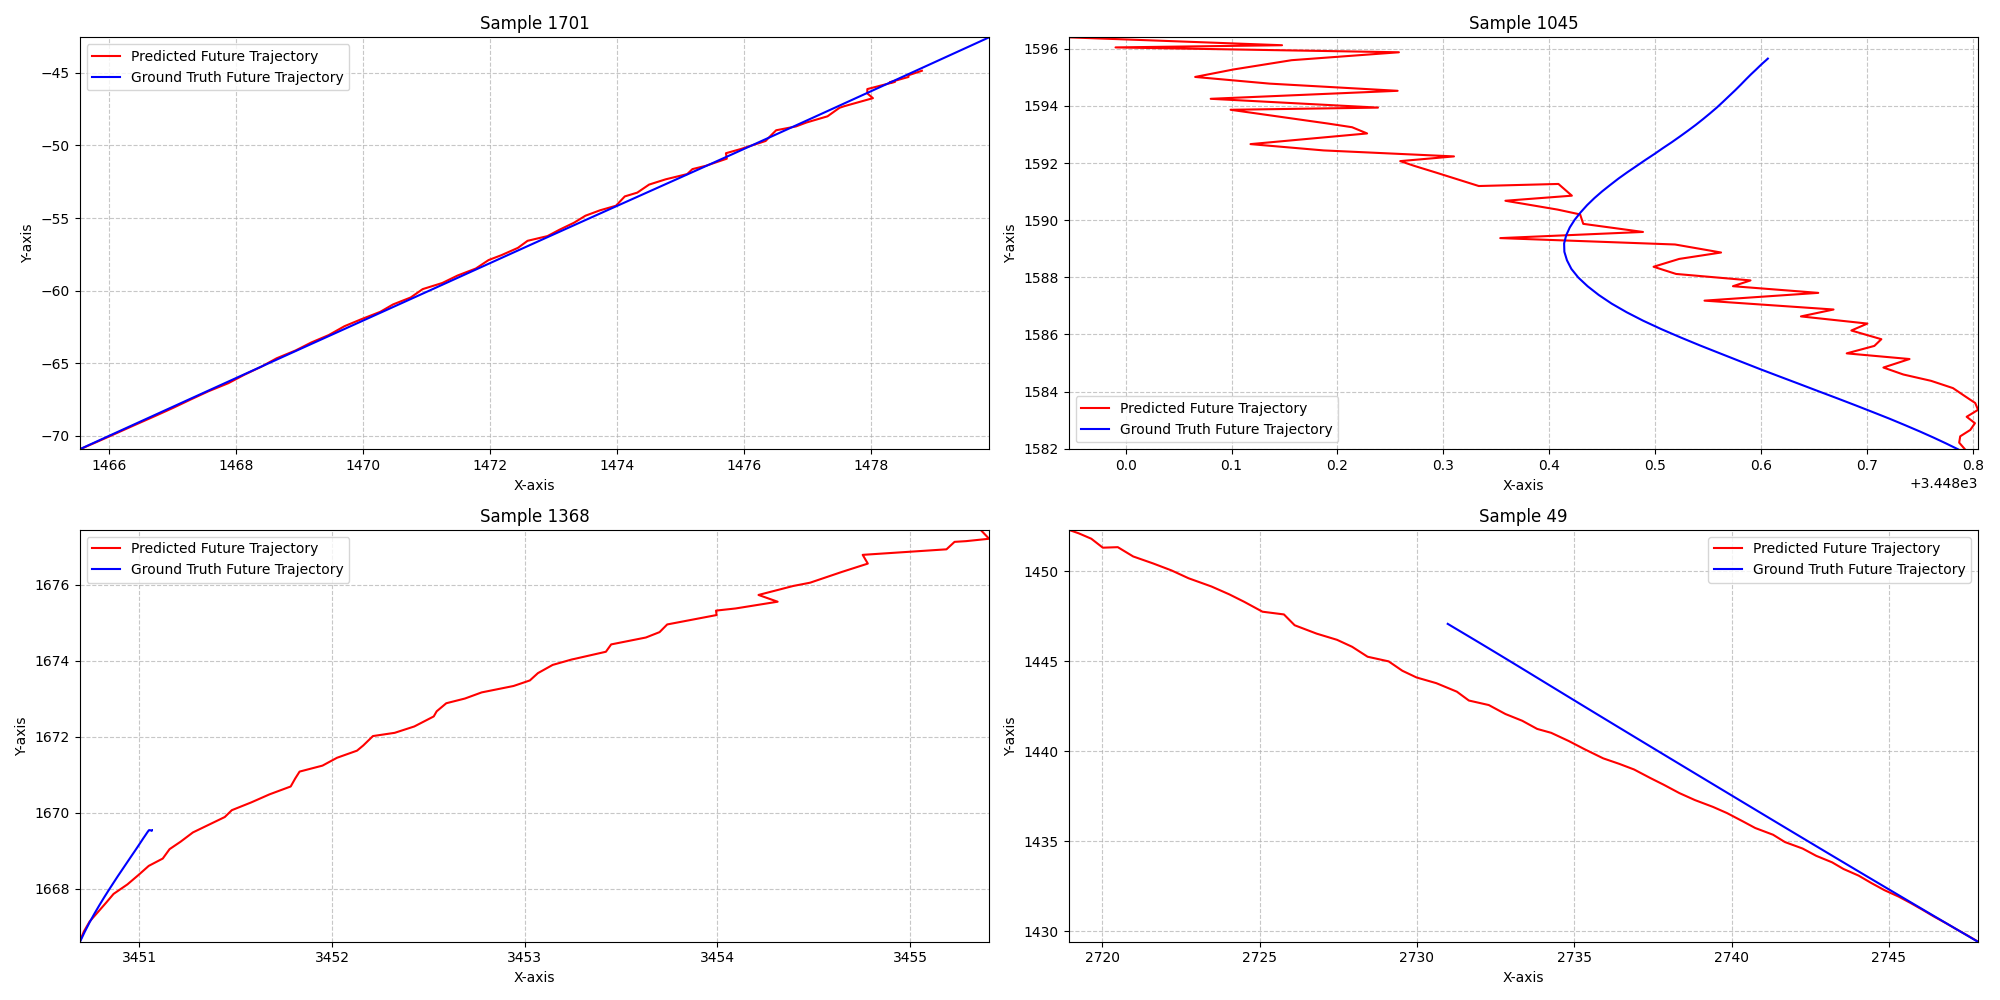 Sample 1701
Predicted Future Trajectory
Ground Truth Future Trajectory
Y-axis
−45
−50
−55
−60
−65
−70
1466 1468 1470 1472 1474 1476 1478
X-axis
Sample 1045
Y-axis
1596
1594
1592
1590
1588
1586
1584
1582
Predicted Future Trajectory
Ground Truth Future Trajectory
0.0 0.1 0.2 0.3 0.4 0.5 0.6 0.7 0.8
+3.448e3
X-axis
Sample 1368
Predicted Future Trajectory
Ground Truth Future Trajectory
Y-axis
1676
1674
1672
1670
1668
3451 3452 3453 3454 3455
X-axis
Sample 49
Predicted Future Trajectory
Ground Truth Future Trajectory
Y-axis
1450
1445
1440
1435
1430
2720 2725 2730 2735 2740 2745
X-axis